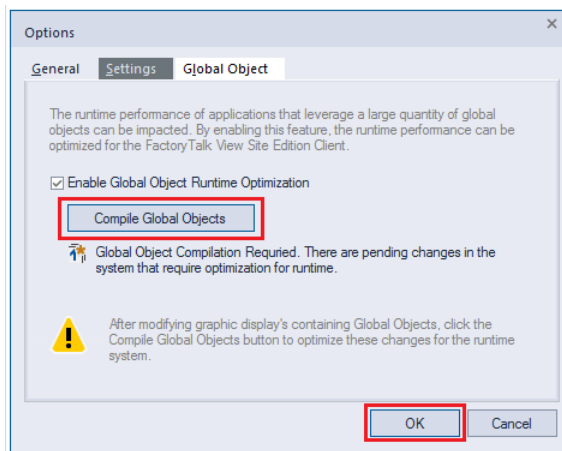 Options
General Settings Global Object
The runtime performance of applications that leverage a large quantity of global
objects can be impacted. By enabling this feature, the runtime performance can be
optimized for the FactoryTalk View Site Edition Client.
Enable Global Object Runtime Optimization
Compile Global Objects
Global Object Compilation Requried. There are pending changes in the
system that require optimization for runtime.
After modifying graphic display's containing Global Objects, click the
Compile Global Objects button to optimize these changes for the runtime
system.
OK Cancel